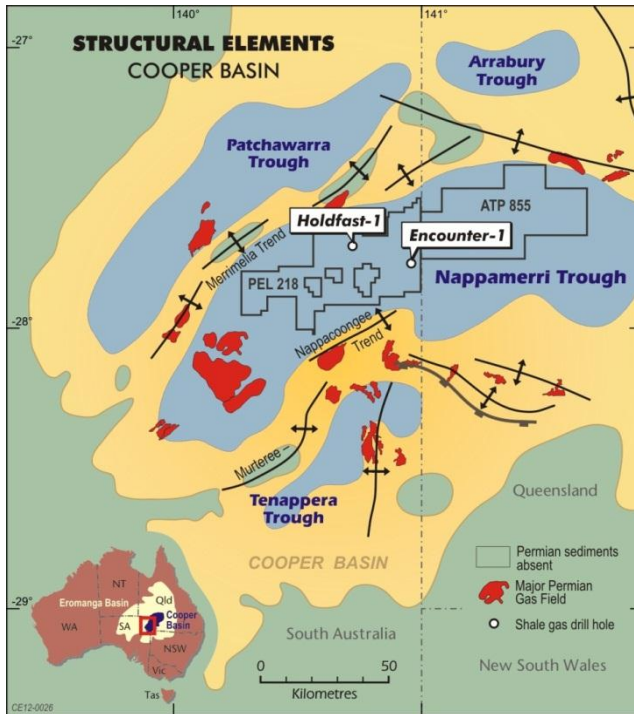 140°
141°
-27°
STRUCTURAL ELEMENTS
COOPER BASIN
Arrabury
Trough
Patchawarra
Trough
Holdfast-1
ATP 855
Encounter-1
Merrimelia Trend
PEL 218
Nappamerri Trough
-28°
Nappacoongee
Trend
Murteree
Tenappera
Trough
Queensland
COOPER BASIN
Permian sediments
absent
Major Permian
Gas Field
Shale gas drill hole
-29°
NT
Eromanga Basin
Qld
Cooper
Basin
WA
SA
NSW
Vic
Tas
South Australia
0 50
Kilometres
New South Wales
CE12-0026